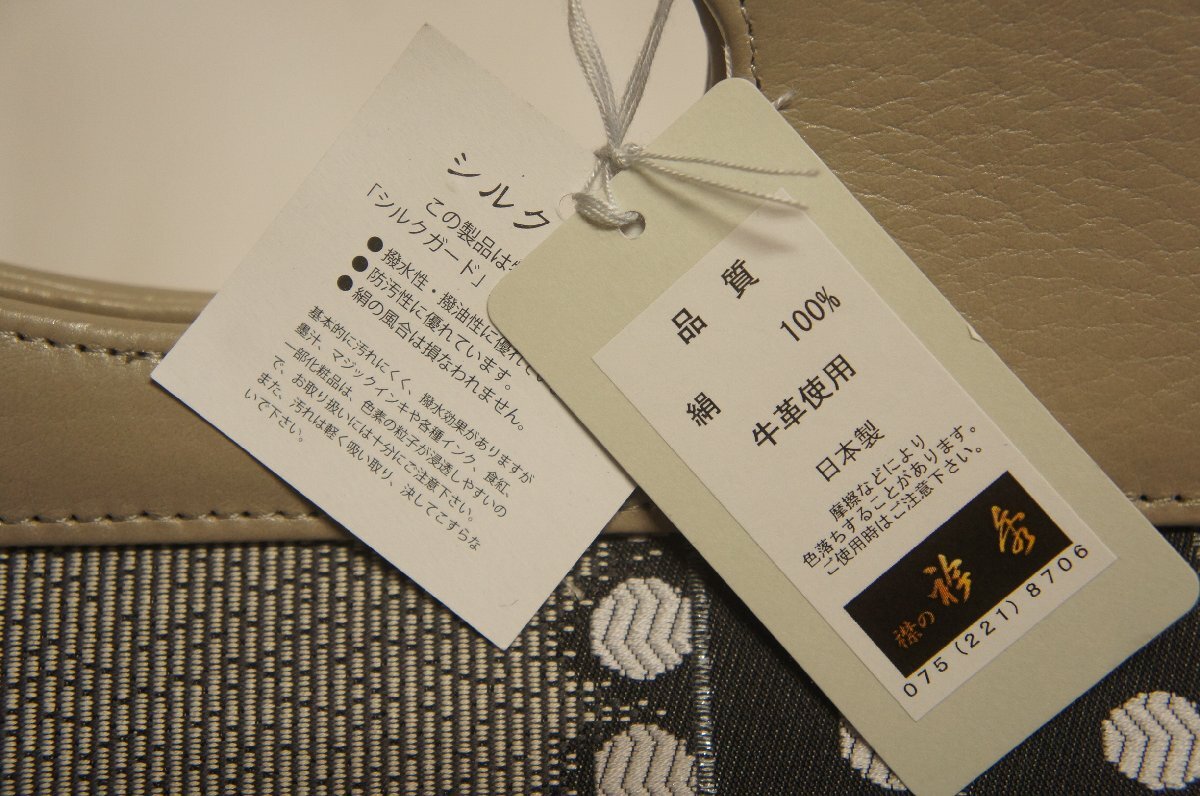 シルク
この製品は
「シルクガード」
● 撥水性・撥油性に優れてい
● 防汚性に優れています。
● 絹の風合は損なわれません。
基本的に汚れにくく、撥水効果がありますが
墨汁、マジックインキや各種インク、食紅、
一部化粧品は、色素の粒子が浸透しやすいの
で、お取り扱いには十分にご注意下さい。
また、汚れは軽く吸い取り、決してこすらな
いで下さい。
品質
絹 100%
牛革使用
日本製
摩擦などにより
色落ちすることがあります。
ご使用時はご注意下さい。
襟の 衿秀
075(221)8706